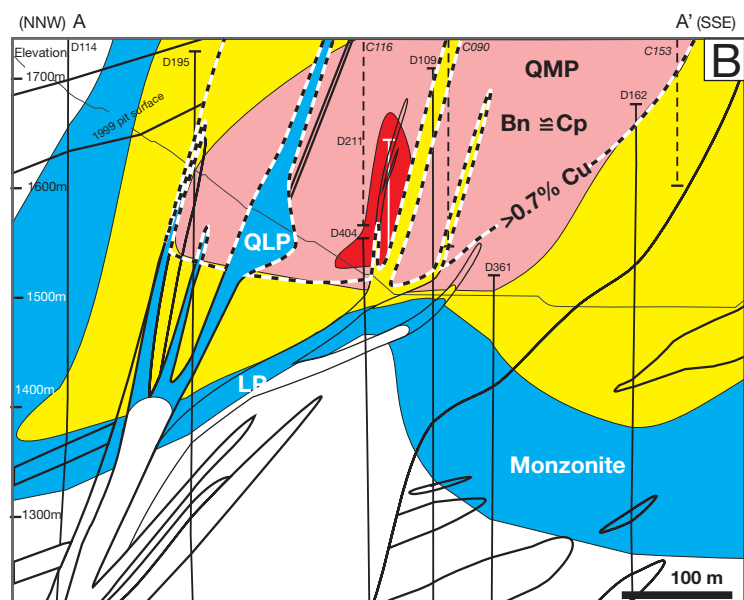 (NNW) A
A' (SSE)
Elevation
D114
C116
D109
C090
C153
B
D195
QMP
1700m
D162
1999 pit surface
Bn ≌ Cp
D211
1600m
>0.7% Cu
D404
QLP
D361
1500m
1400m
LP
Monzonite
1300m
100 m